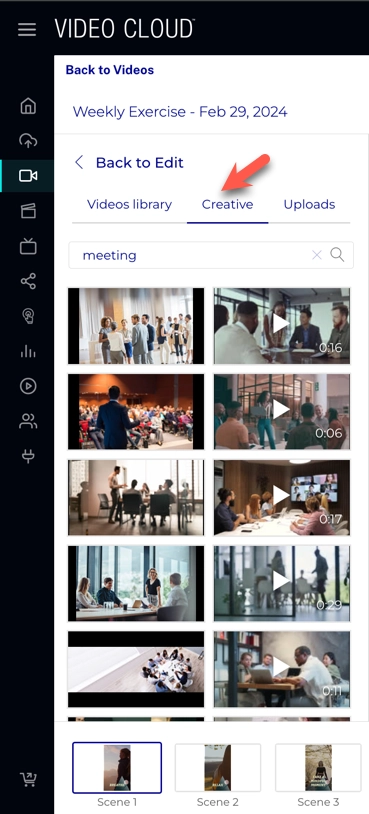 VIDEO CLOUD™
Back to Videos
Weekly Exercise - Feb 29, 2024
Back to Edit
Videos library Creative Uploads
meeting
0:16
0:06
0:17
0:29
0:11
Scene 1 Scene 2 Scene 3